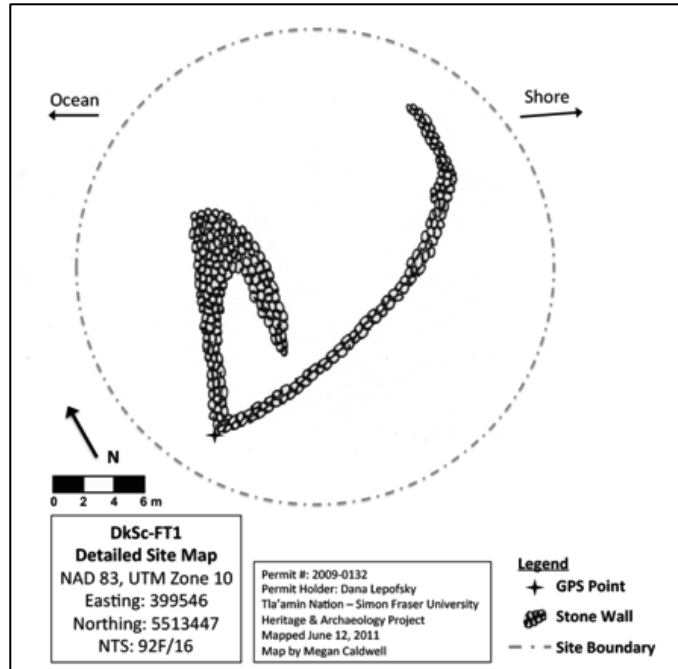 Ocean
Shore
N
0 2 4 6 m
DkSc-FT1
Detailed Site Map
NAD 83, UTM Zone 10
Easting: 399546
Northing: 5513447
NTS: 92F/16
Permit #: 2009-0132
Permit Holder: Dana Lepofsky
Tla'amin Nation – Simon Fraser University
Heritage & Archaeology Project
Mapped June 12, 2011
Map by Megan Caldwell
Legend
GPS Point
Stone Wall
Site Boundary